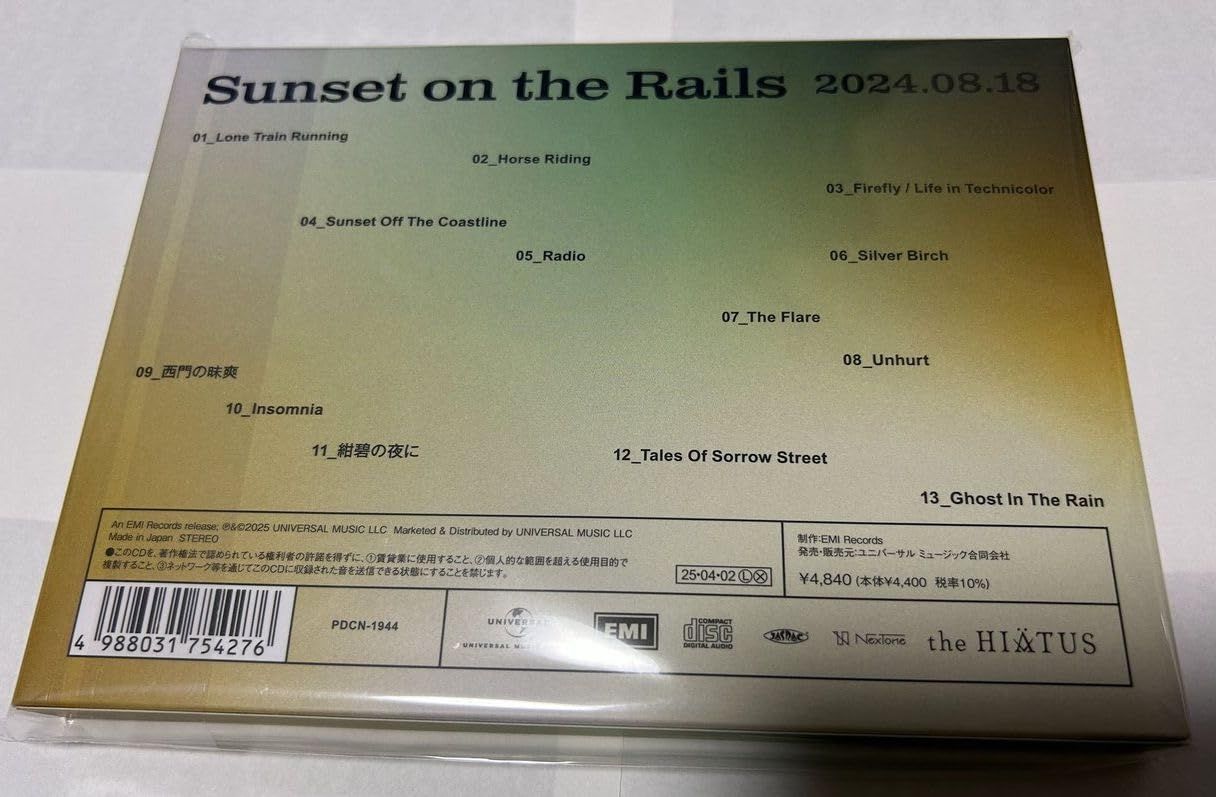 Sunset on the Rails 2024.08.18
01_Lone Train Running
02_Horse Riding
03_Firefly / Life in Technicolor
04_Sunset Off The Coastline
05_Radio
06_Silver Birch
07_The Flare
08_Unhurt
09_西門の昧爽
10_Insomnia
11_紺碧の夜に
12_Tales Of Sorrow Street
13_Ghost In The Rain
An EMI Records release; ℗&©2025 UNIVERSAL MUSIC LLC Marketed & Distributed by UNIVERSAL MUSIC LLC
Made in Japan STEREO
●このCDを、著作権法で認められている権利者の許諾を得ずに、①賃貸業に使用すること、②個人的な範囲を超える使用目的で
複製すること、③ネットワーク等を通じてこのCDに収録された音を送信できる状態にすることを禁じます。
25・04・02 Ⓛ Ⓧ
制作:EMI Records
発売・販売元:ユニバーサル ミュージック合同会社
¥4,840 (本体¥4,400 税率10%)
4 988031 754276
PDCN-1944
UNIVERSAL
UNIVERSAL
EMI
COMPACT
disc
DIGITAL AUDIO
JASRAC
NexTone
the HIATUS